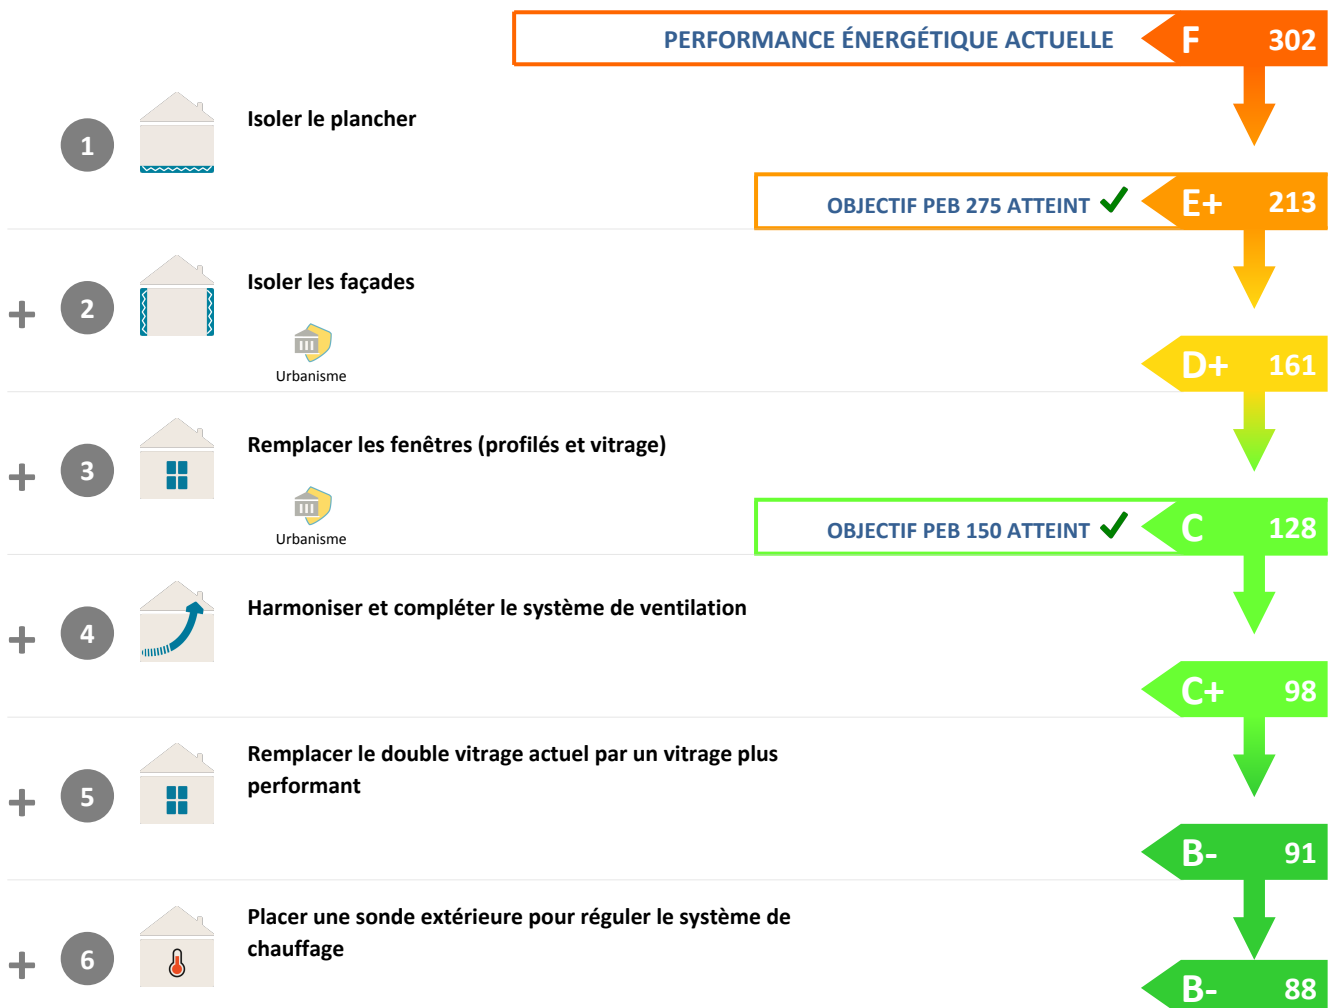 PERFORMANCE ÉNERGÉTIQUE ACTUELLE F 302
1 Isoler le plancher
OBJECTIF PEB 275 ATTEINT E+ 213
+ 2 Isoler les façades
Urbanisme
D+ 161
+ 3 Remplacer les fenêtres (profilés et vitrage)
Urbanisme
OBJECTIF PEB 150 ATTEINT C 128
+ 4 Harmoniser et compléter le système de ventilation
C+ 98
+ 5 Remplacer le double vitrage actuel par un vitrage plus
performant
B- 91
+ 6 Placer une sonde extérieure pour réguler le système de
chauffage
B- 88